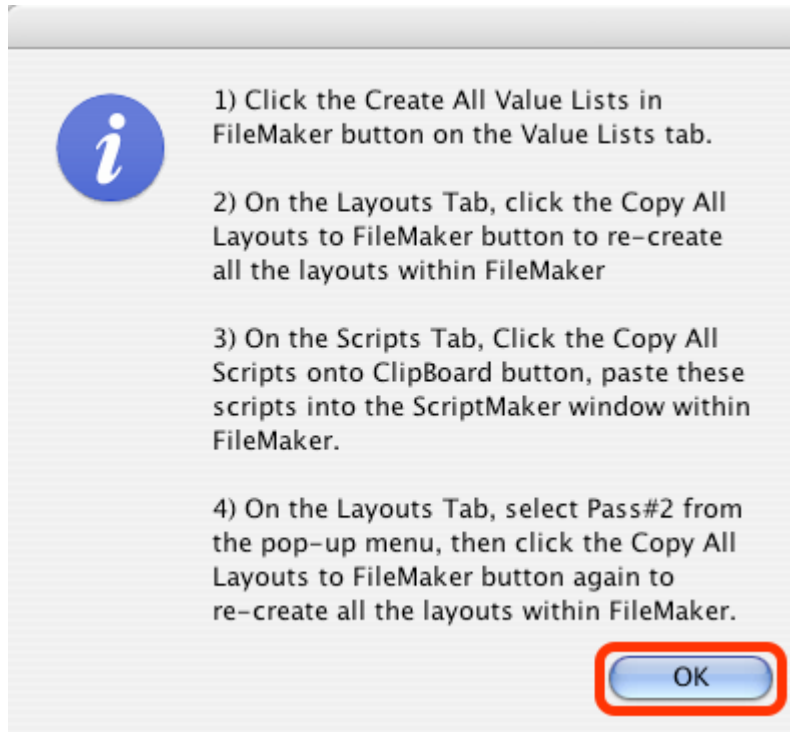 1) Click the Create All Value Lists in
FileMaker button on the Value Lists tab.
2) On the Layouts Tab, click the Copy All
Layouts to FileMaker button to re-create
all the layouts within FileMaker
3) On the Scripts Tab, Click the Copy All
Scripts onto ClipBoard button, paste these
scripts into the ScriptMaker window within
FileMaker.
4) On the Layouts Tab, select Pass#2 from
the pop-up menu, then click the Copy All
Layouts to FileMaker button again to
re-create all the layouts within FileMaker.
OK